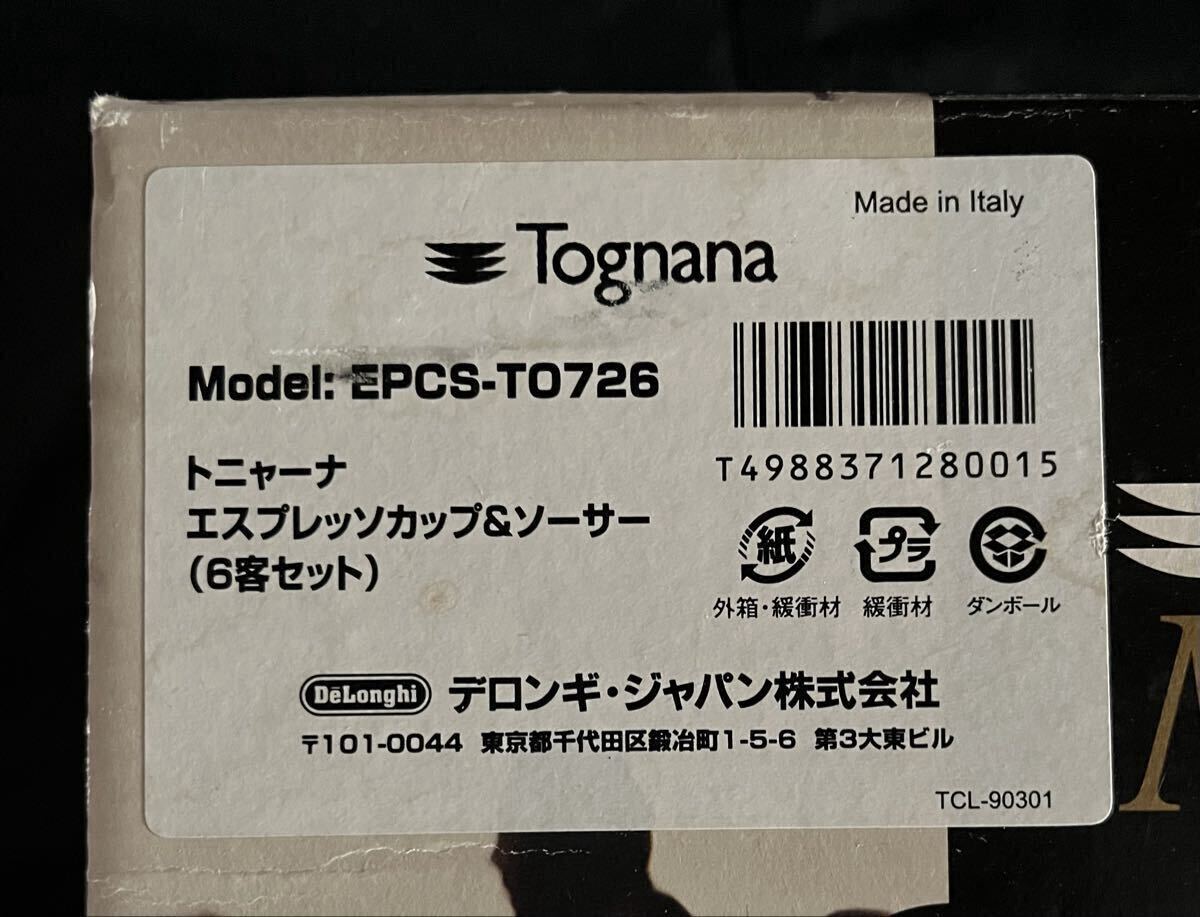 Made in Italy
Tognana
Model: EPCS-TO726
T4988371280015
トニャーナ
エスプレッソカップ&ソーサー
(6客セット)
紙
プラ
外箱・緩衝材 緩衝材 ダンボール
DeLonghi デロンギ・ジャパン株式会社
〒101-0044 東京都千代田区鍛冶町1-5-6 第3大東ビル
TCL-90301